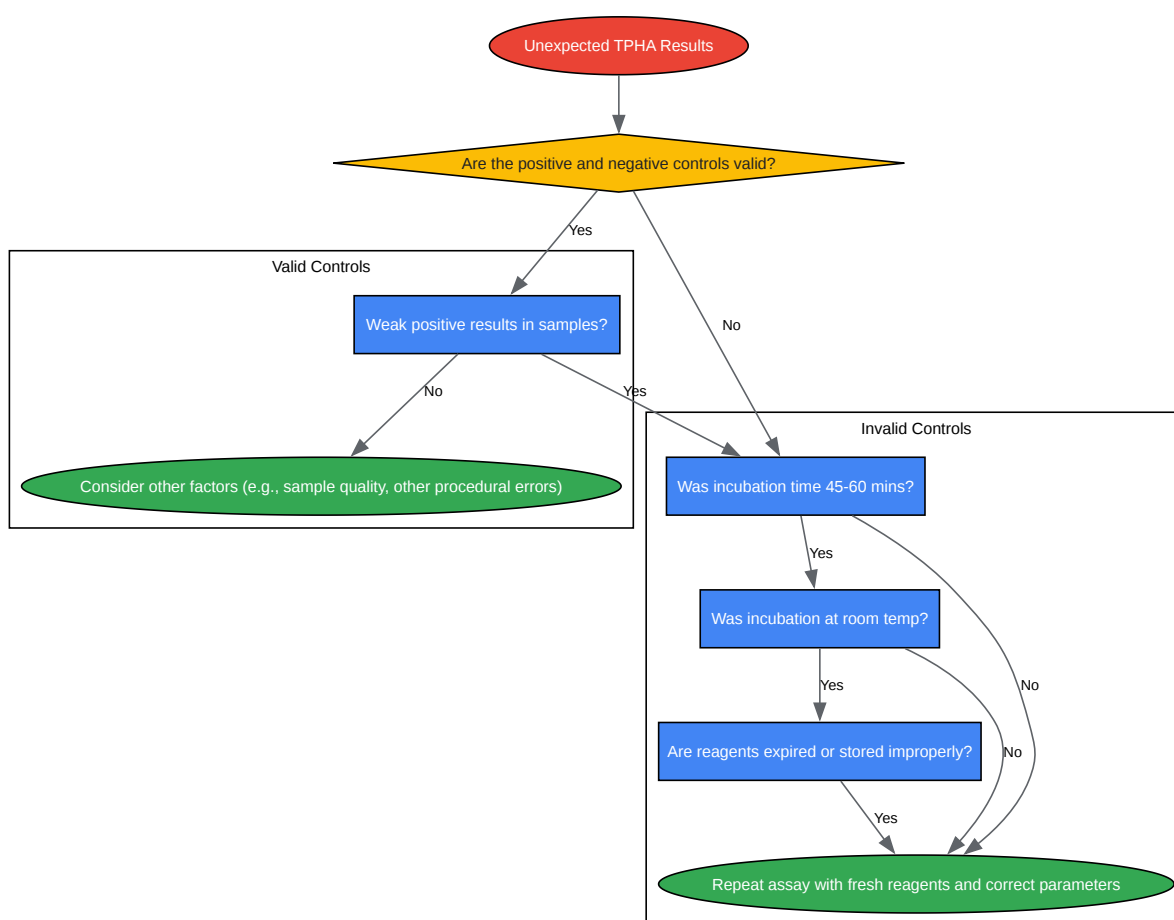 Unexpected TPHA Results
Are the positive and negative controls valid?
Yes
No
Valid Controls
Weak positive results in samples?
No
Yes
Consider other factors (e.g., sample quality, other procedural errors)
Invalid Controls
Was incubation time 45-60 mins?
Yes
No
Was incubation at room temp?
Yes
No
Are reagents expired or stored improperly?
Yes
Repeat assay with fresh reagents and correct parameters